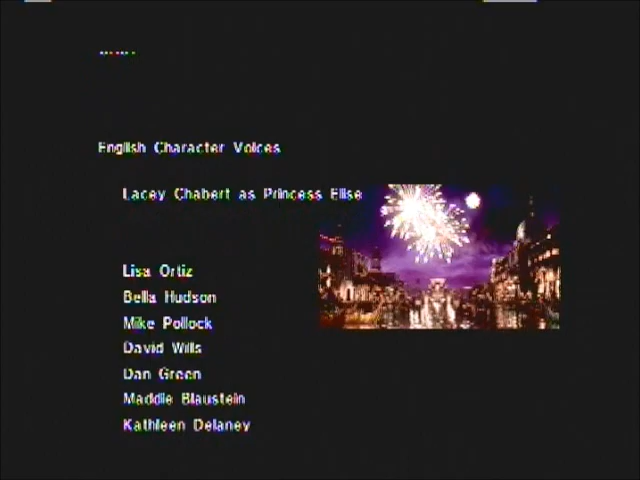 English Character Voices
Lacey Chabert as Princess Elise
Lisa Ortiz
Bella Hudson
Mike Pollock
David Wills
Dan Green
Maddie Blaustein
Kathleen Delaney